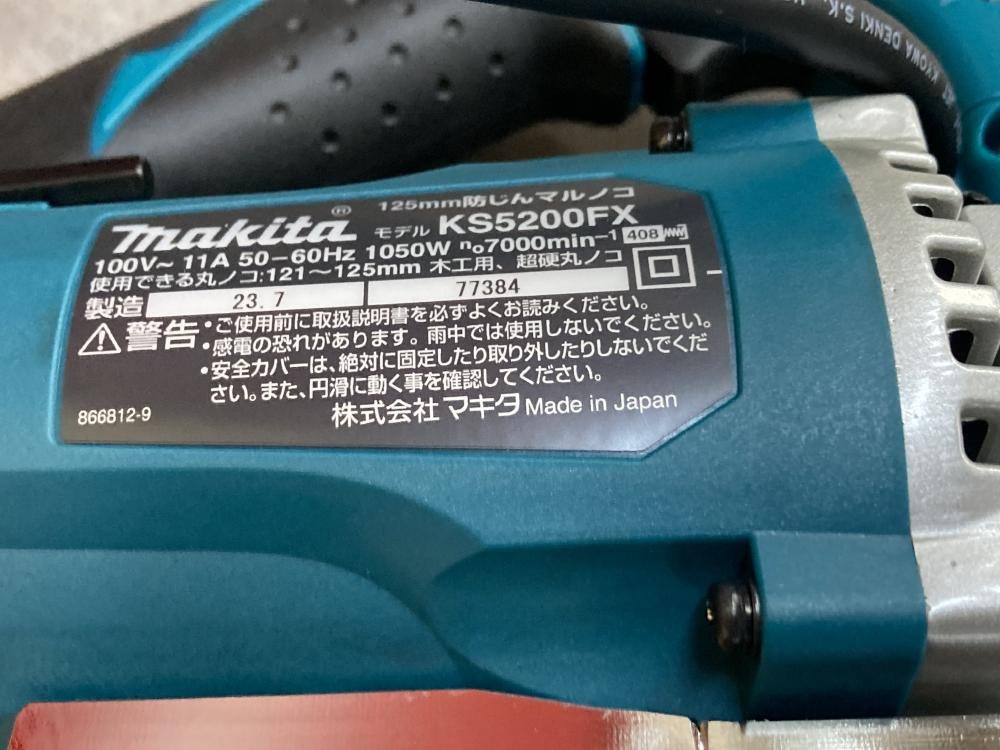 KYOWA DENKI S.K.
makita®
125mm防じんマルノコ
モデル KS5200FX
100V~ 11A 50-60Hz 1050W n₀7000min⁻¹ 408
使用できる丸ノコ:121~125mm 木工用、超硬丸ノコ
製造 23. 7 77384
警告
・ご使用前に取扱説明書を必ずよくお読みください。
・感電の恐れがあります。雨中では使用しないでください。
・安全カバーは、絶対に固定したり取り外したりしないでくだ
さい。また、円滑に動く事を確認してください。
866812-9
株式会社 マキタ Made in Japan